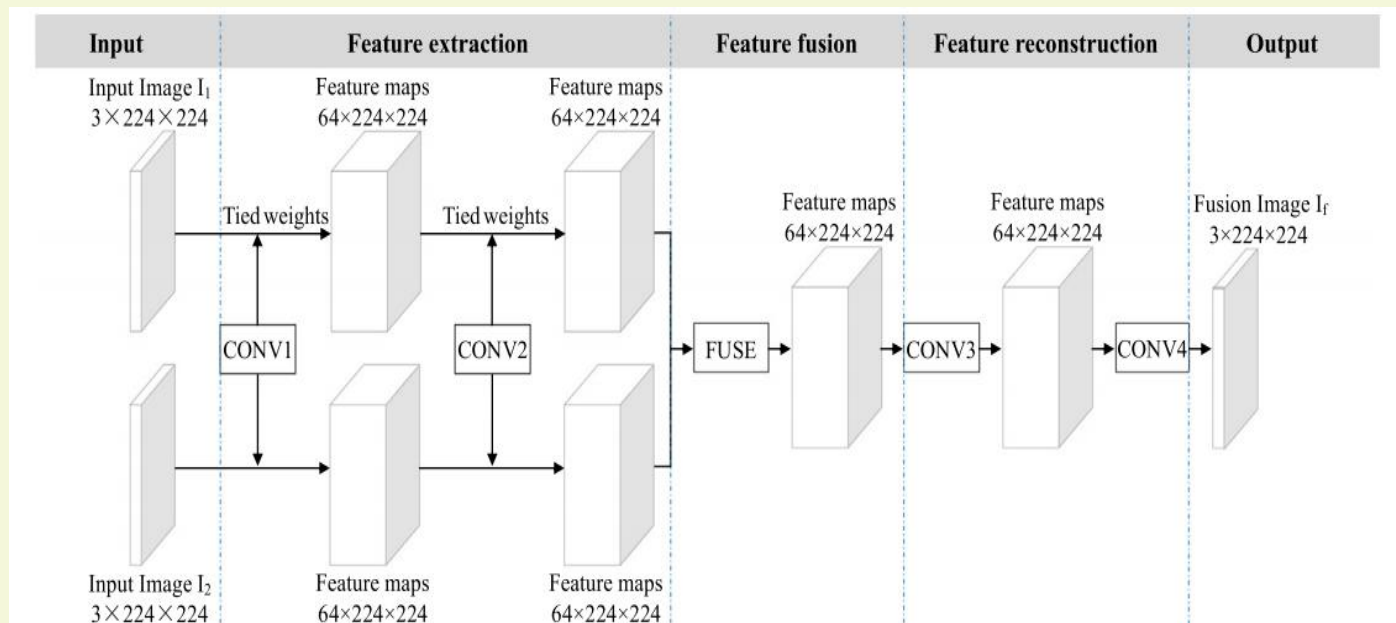 Input
Feature extraction
Feature fusion
Feature reconstruction
Output
Input Image I₁
3×224×224
Feature maps
64×224×224
Feature maps
64×224×224
Tied weights
Tied weights
CONV1
CONV2
Input Image I₂
3×224×224
Feature maps
64×224×224
Feature maps
64×224×224
FUSE
Feature maps
64×224×224
CONV3
Feature maps
64×224×224
CONV4
Fusion Image I_f
3×224×224